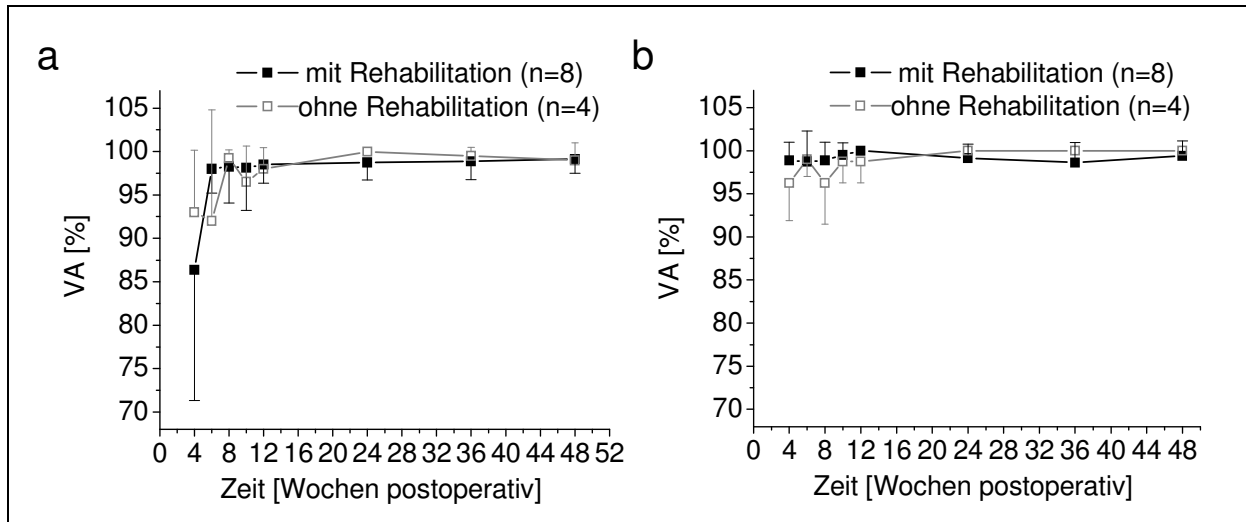 a
mit Rehabilitation (n=8)
ohne Rehabilitation (n=4)
105
100
95
90
85
80
75
70
VA [%]
0 4 8 12 16 20 24 28 32 36 40 44 48 52
Zeit [Wochen postoperativ]
b
mit Rehabilitation (n=8)
ohne Rehabilitation (n=4)
105
100
95
90
85
80
75
70
VA [%]
0 4 8 12 16 20 24 28 32 36 40 44 48
Zeit [Wochen postoperativ]